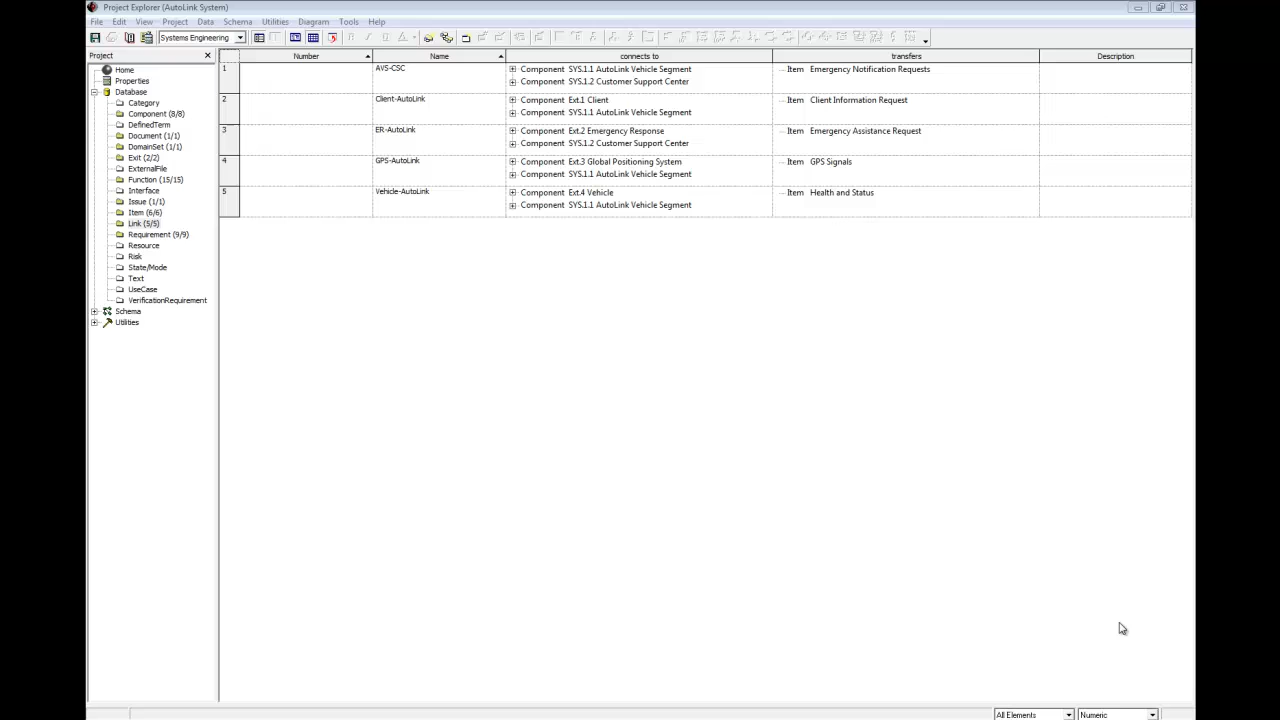 Project Explorer (AutoLink System)
File Edit View Project Data Schema Utilities Diagram Tools Help
Systems Engineering
Project
Home
Properties
Database
Category
Component (8/8)
DefinedTerm
Document (1/1)
DomainSet (1/1)
Exit (2/2)
ExternalFile
Function (15/15)
Interface
Issue (1/1)
Item (6/6)
Link (5/5)
Requirement (9/9)
Resource
Risk
State/Mode
Text
UseCase
VerificationRequirement
Schema
Utilities
Number Name connects to transfers Description
1 AVS-CSC Component SYS.1.1 AutoLink Vehicle Segment Item Emergency Notification Requests
Component SYS.1.2 Customer Support Center
2 Client-AutoLink Component Ext.1 Client Item Client Information Request
Component SYS.1.1 AutoLink Vehicle Segment
3 ER-AutoLink Component Ext.2 Emergency Response Item Emergency Assistance Request
Component SYS.1.2 Customer Support Center
4 GPS-AutoLink Component Ext.3 Global Positioning System Item GPS Signals
Component SYS.1.1 AutoLink Vehicle Segment
5 Vehicle-AutoLink Component Ext.4 Vehicle Item Health and Status
Component SYS.1.1 AutoLink Vehicle Segment
All Elements Numeric